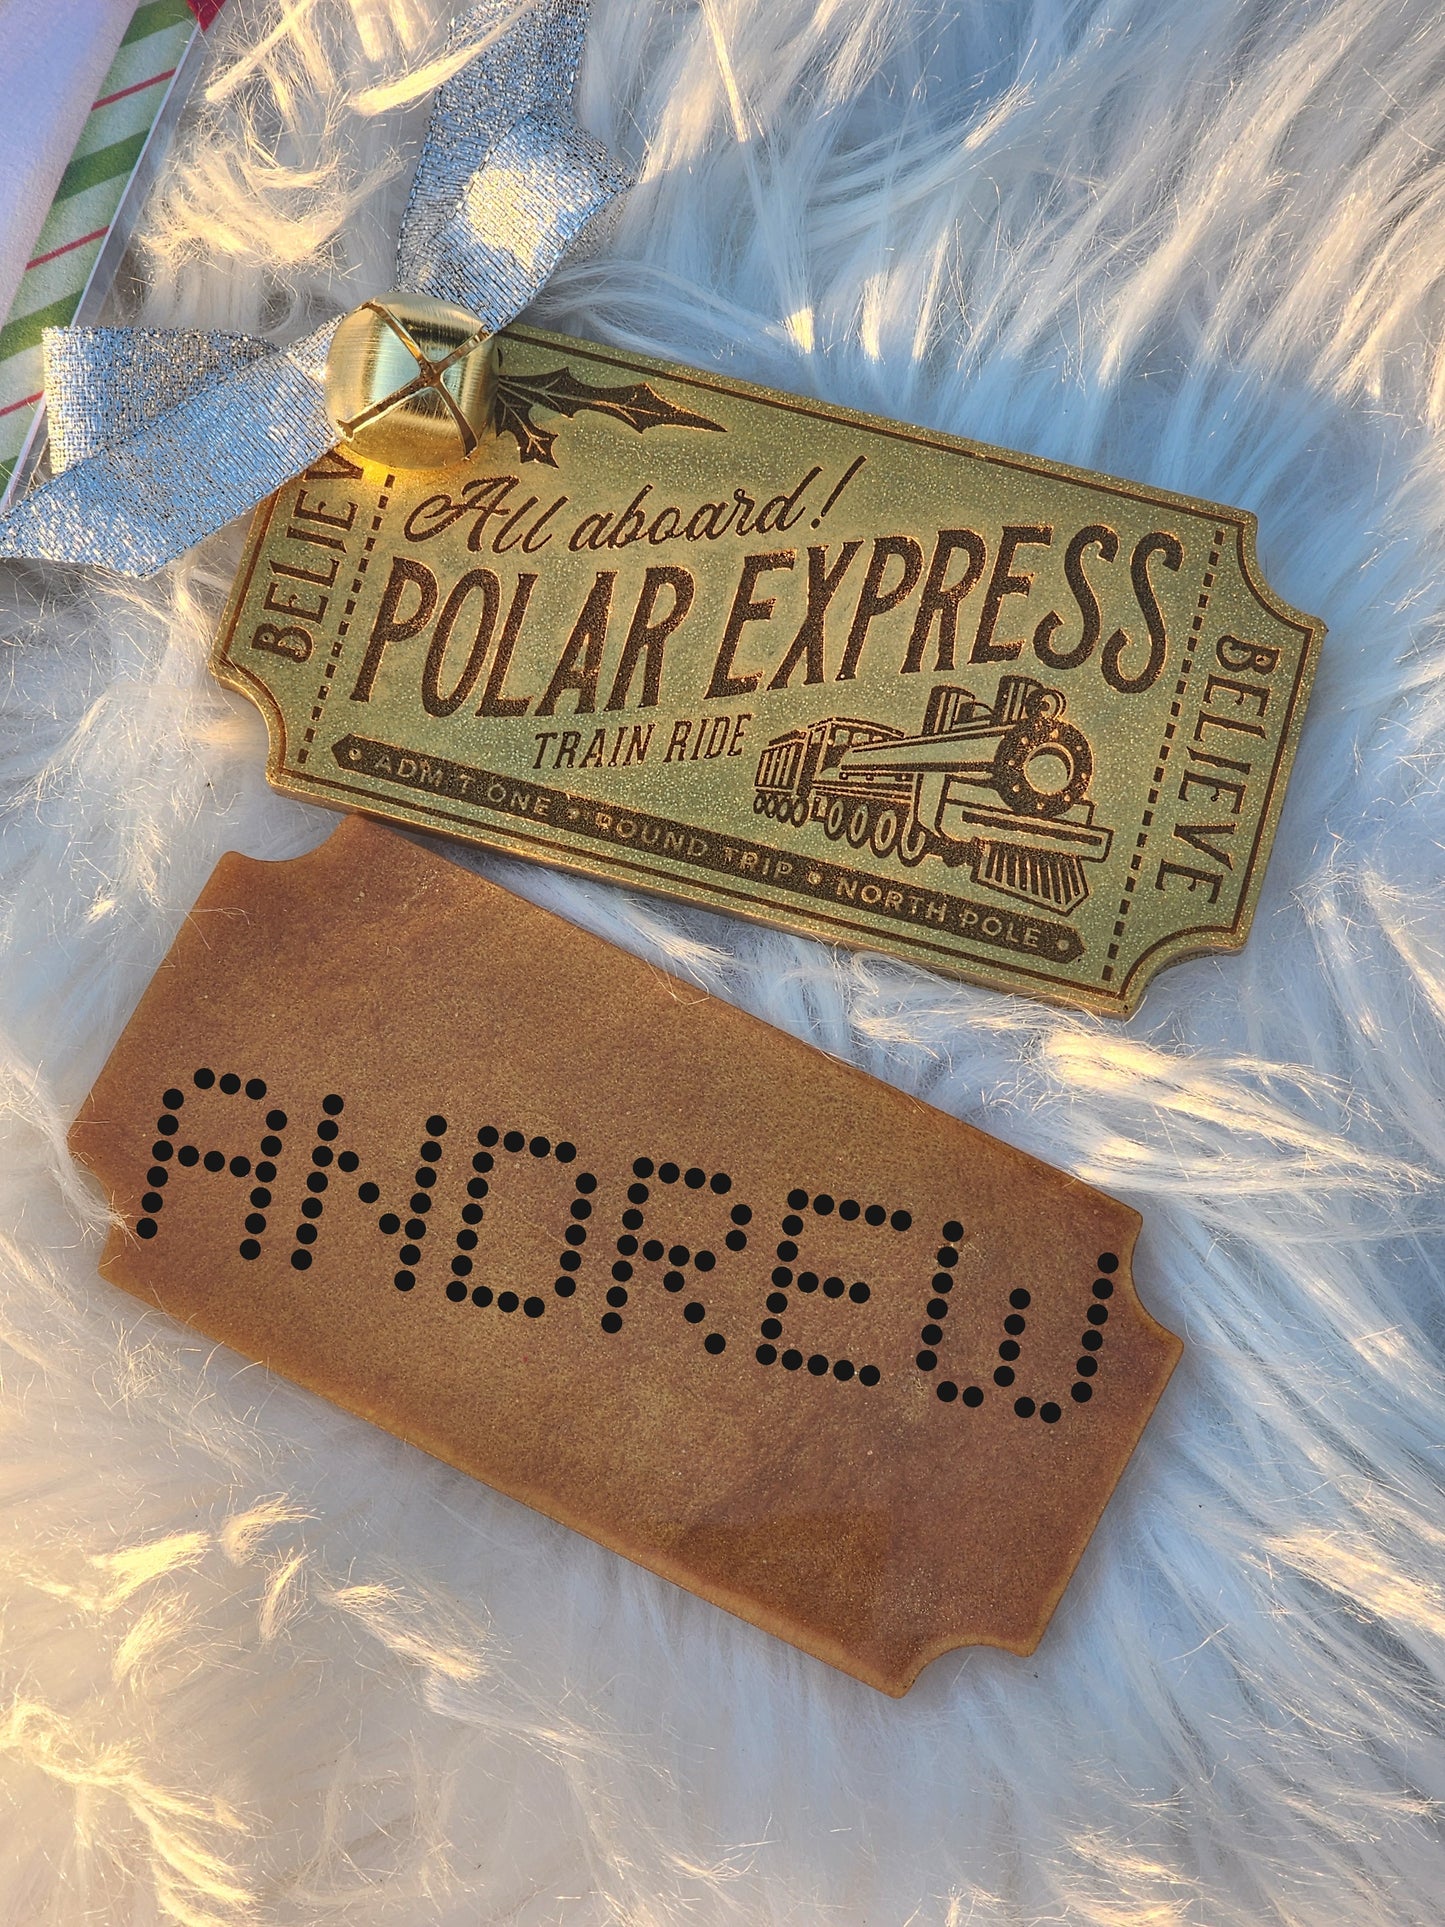 All aboard!
BELIEVE
POLAR EXPRESS
TRAIN RIDE
ADMIT ONE • ROUND TRIP • NORTH POLE
BELIEVE
ANDREW